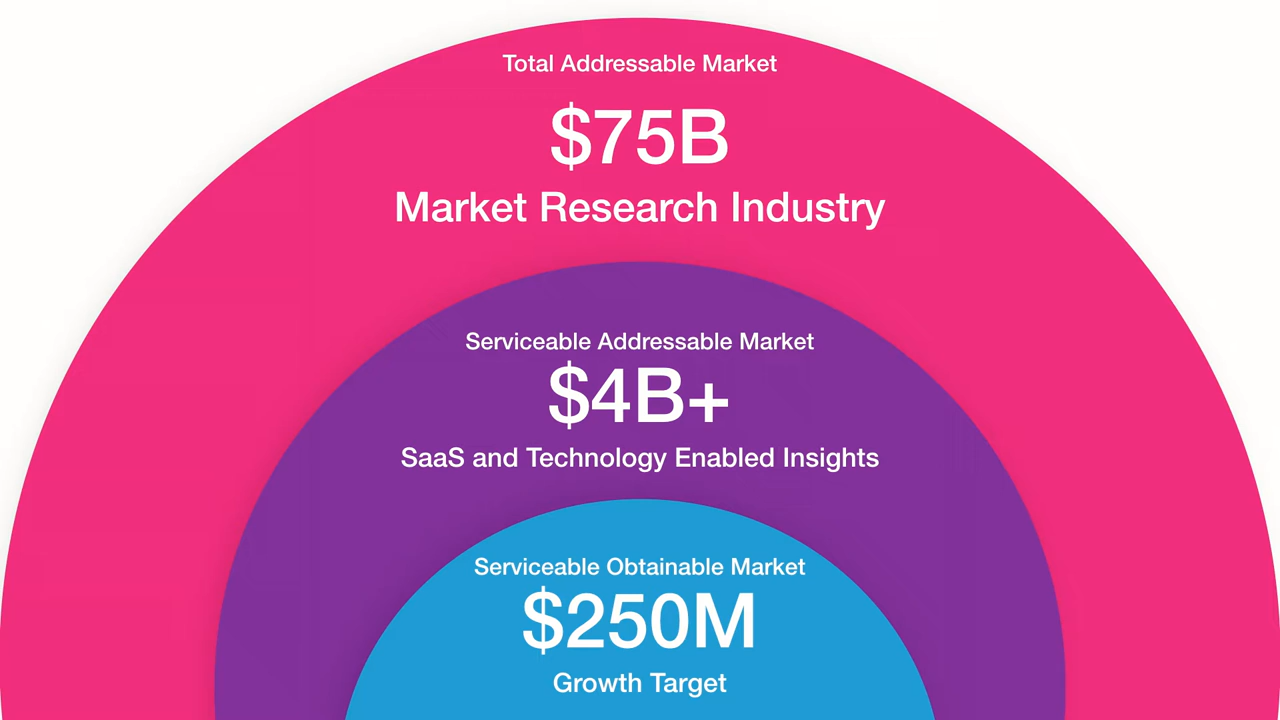 Total Addressable Market
$75B
Market Research Industry
Serviceable Addressable Market
$4B+
SaaS and Technology Enabled Insights
Serviceable Obtainable Market
$250M
Growth Target